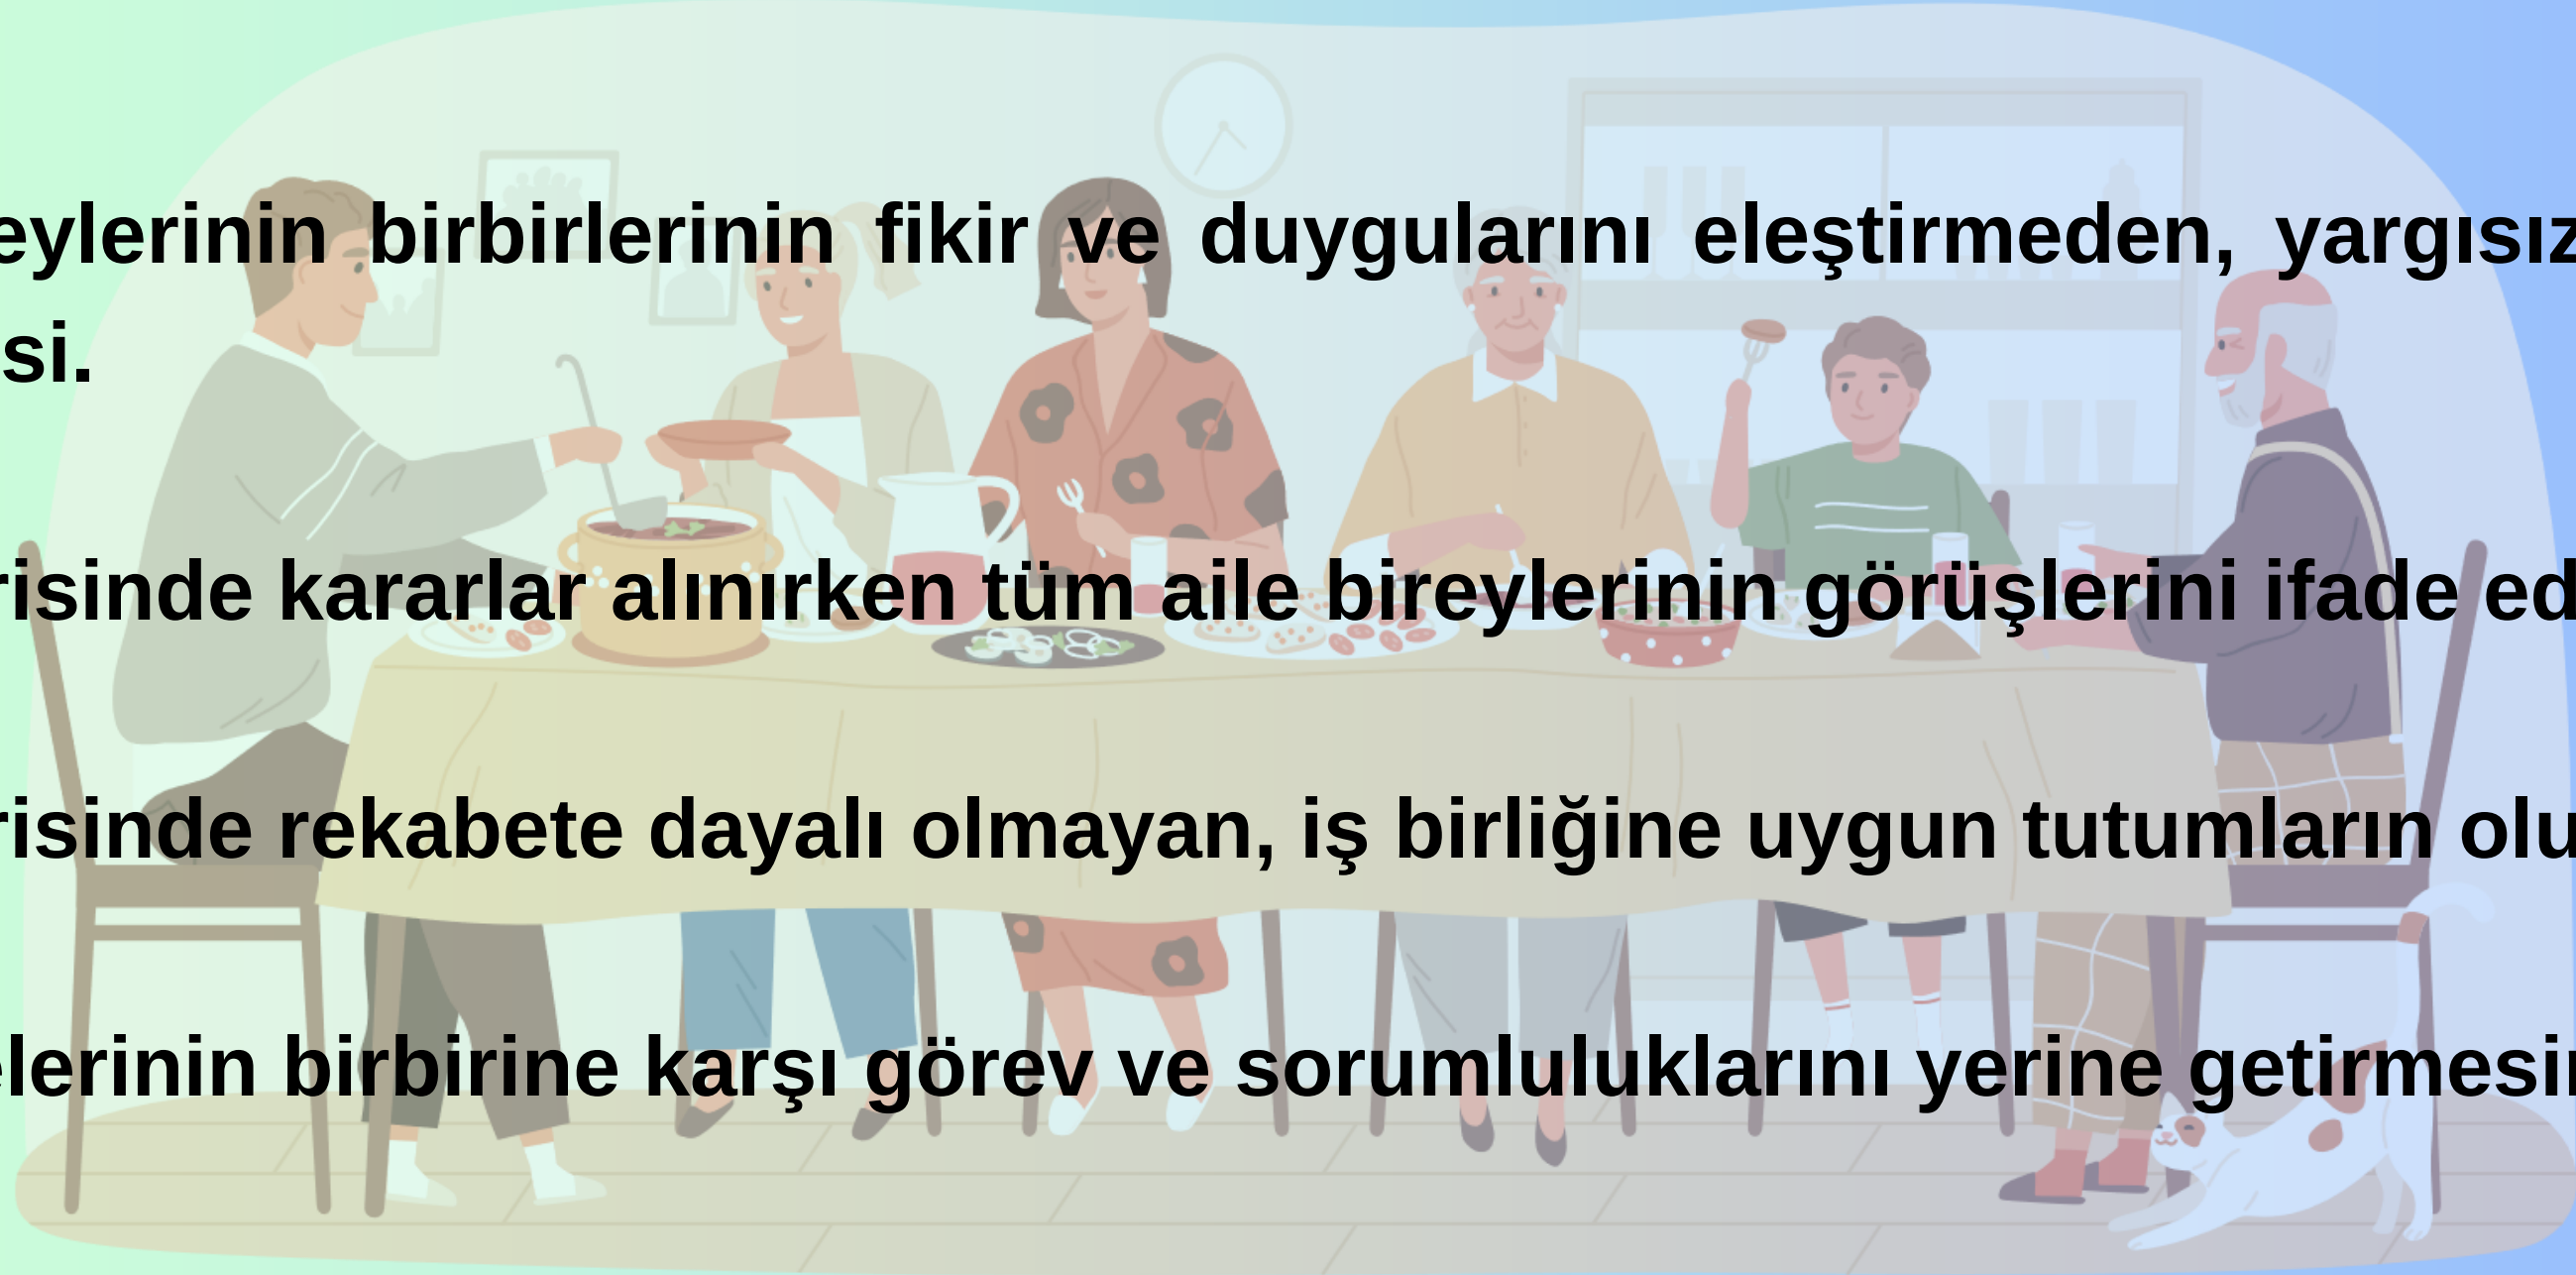 eylerinin birbirlerinin fikir ve duygularını eleştirmeden, yargısız
si.
risinde kararlar alınırken tüm aile bireylerinin görüşlerini ifade ed
risinde rekabete dayalı olmayan, iş birliğine uygun tutumların olu
elerinin birbirine karşı görev ve sorumluluklarını yerine getirmesin